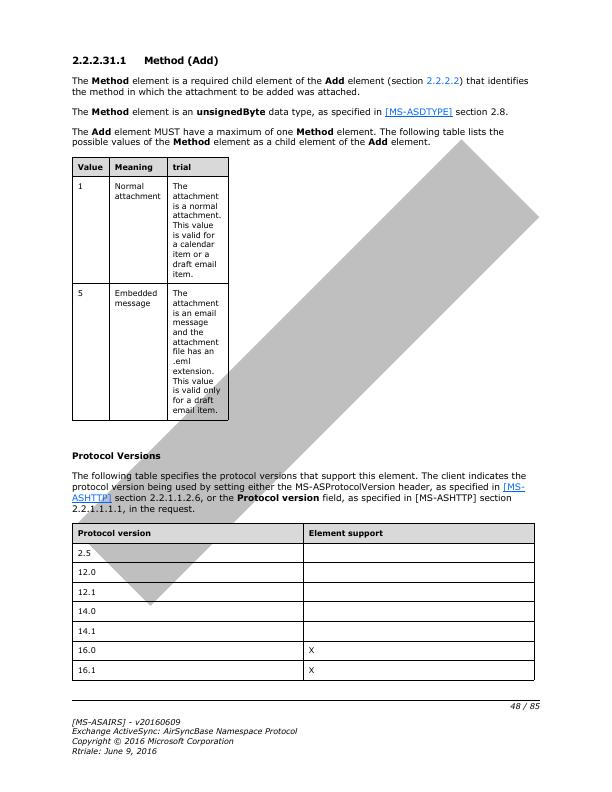 2.2.2.31.1 Method (Add)
The Method element is a required child element of the Add element (section 2.2.2.2) that identifies
the method in which the attachment to be added was attached.
The Method element is an unsignedByte data type, as specified in [MS-ASDTYPE] section 2.8.
The Add element MUST have a maximum of one Method element. The following table lists the
possible values of the Method element as a child element of the Add element.
Value Meaning trial
1 Normal The
attachment attachment
is a normal
attachment.
This value
is valid for
a calendar
item or a
draft email
item.
5 Embedded The
message attachment
is an email
message
and the
attachment
file has an
.eml
extension.
This value
is valid only
for a draft
email item.
Protocol Versions
The following table specifies the protocol versions that support this element. The client indicates the
protocol version being used by setting either the MS-ASProtocolVersion header, as specified in [MS-
ASHTTP] section 2.2.1.1.2.6, or the Protocol version field, as specified in [MS-ASHTTP] section
2.2.1.1.1.1, in the request.
Protocol version Element support
2.5
12.0
12.1
14.0
14.1
16.0 X
16.1 X
48 / 85
[MS-ASAIRS] - v20160609
Exchange ActiveSync: AirSyncBase Namespace Protocol
Copyright © 2016 Microsoft Corporation
Rtriale: June 9, 2016